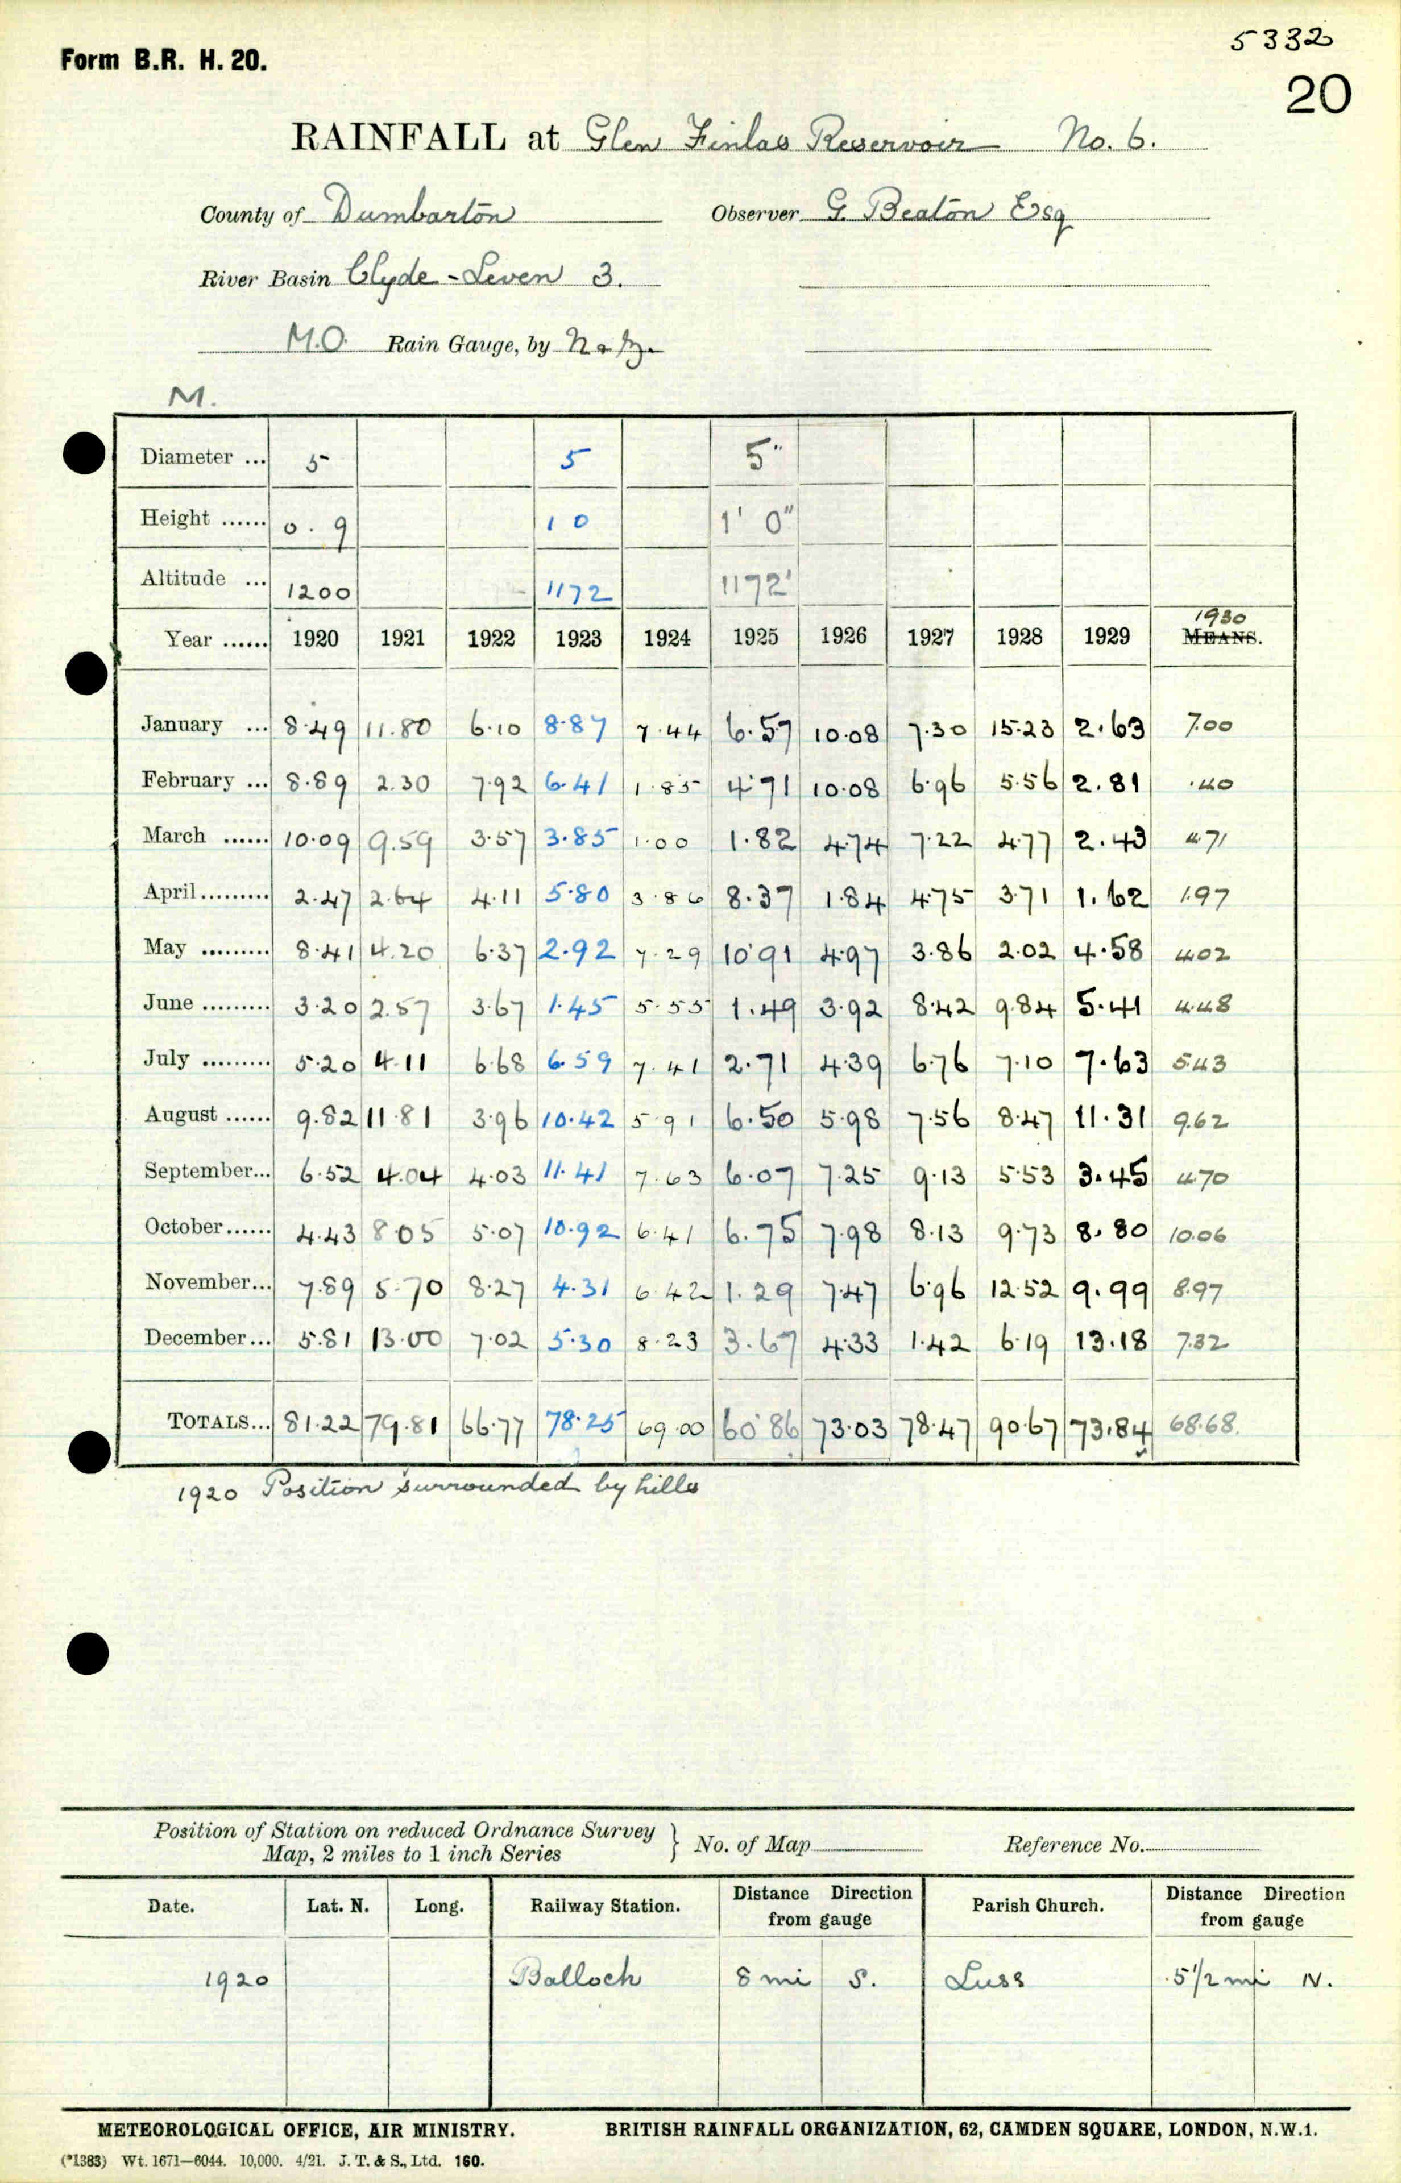 5332
Form B.R. H. 20.
20
RAINFALL at Glen Finlas Reservoir No. 6.
County of Dumbarton Observer G. Beaton Esq
River Basin Clyde - Leven 3.
M.O. Rain Gauge, by N & Z.
M.
Diameter ... 5 5 5"
Height ...... 0.9 1 0 1' 0"
Altitude ... 1200 1172 1172'
1930
Year ...... 1920 1921 1922 1923 1924 1925 1926 1927 1928 1929 MEANS.
January ... 8.49 11.80 6.10 8.87 7.44 6.57 10.08 7.30 15.23 2.63 7.00
February ... 8.89 2.30 7.92 6.41 1.85 4.71 10.08 6.96 5.56 2.81 .40
March ...... 10.09 9.59 3.57 3.85 1.00 1.82 4.74 7.22 4.77 2.43 4.71
April......... 2.47 2.64 4.11 5.80 3.86 8.37 1.84 4.75 3.71 1.62 1.97
May ......... 8.41 4.20 6.37 2.92 7.29 10.91 4.97 3.86 2.02 4.58 4.02
June ......... 3.20 2.57 3.67 1.45 5.55 1.49 3.92 8.42 9.84 5.41 4.48
July ......... 5.20 4.11 6.68 6.59 7.41 2.71 4.39 6.76 7.10 7.63 5.43
August ...... 9.82 11.81 3.96 10.42 5.91 6.50 5.98 7.56 8.47 11.31 9.62
September... 6.52 4.04 4.03 11.41 7.63 6.07 7.25 9.13 5.53 3.45 4.70
October...... 4.43 8.05 5.07 10.92 6.41 6.75 7.98 8.13 9.73 8.80 10.06
November... 7.89 5.70 8.27 4.31 6.42 1.29 7.47 6.96 12.52 9.99 8.97
December... 5.81 13.00 7.02 5.30 8.23 3.67 4.33 1.42 6.19 13.18 7.32
TOTALS... 81.22 79.81 66.77 78.25 69.00 60.86 73.03 78.47 90.67 73.84 68.68.
1920 Position surrounded by hills
Position of Station on reduced Ordnance Survey
Map, 2 miles to 1 inch Series } No. of Map Reference No.
Date. Lat. N. Long. Railway Station. Distance Direction from gauge Parish Church. Distance Direction from gauge
1920 Balloch 8 mi S. Luss 5 1/2 mi N.
METEOROLOGICAL OFFICE, AIR MINISTRY. BRITISH RAINFALL ORGANIZATION, 62, CAMDEN SQUARE, LONDON, N.W.1.
(*1383) Wt. 1671—6044. 10,000. 4/21. J. T. & S., Ltd. 160.